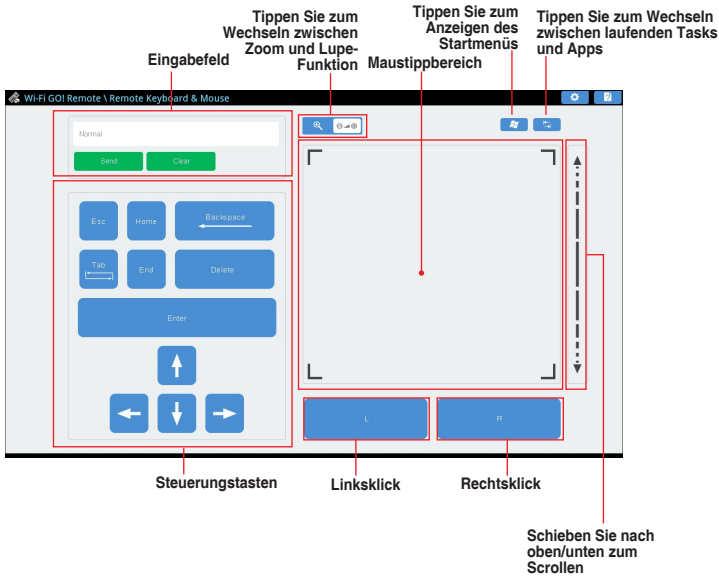 Tippen Sie zum
Wechseln zwischen
Zoom und Lupe-
Funktion
Tippen Sie zum
Anzeigen des
Startmenüs
Tippen Sie zum Wechseln
zwischen laufenden Tasks
und Apps
Eingabefeld
Maustippbereich
Wi-Fi GO! Remote \ Remote Keyboard & Mouse
Normal
Send
Clear
Esc
Home
Backspace
Tab
End
Delete
Enter
L
R
Steuerungstasten
Linksklick
Rechtsklick
Schieben Sie nach
oben/unten zum
Scrollen